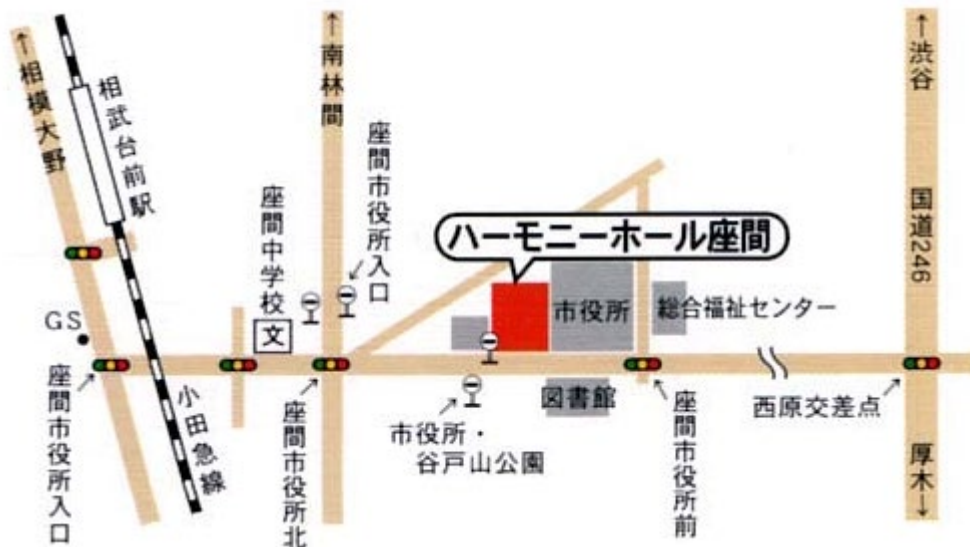 ↑相模大野
相武台前駅
↑南林間
座間市役所入口
座間中学校
文
ハーモニーホール座間
市役所
総合福祉センター
↑渋谷
国道246
GS
座間市役所入口
小田急線
座間市役所北
市役所・
谷戸山公園
図書館
座間市役所前
西原交差点
厚木↓